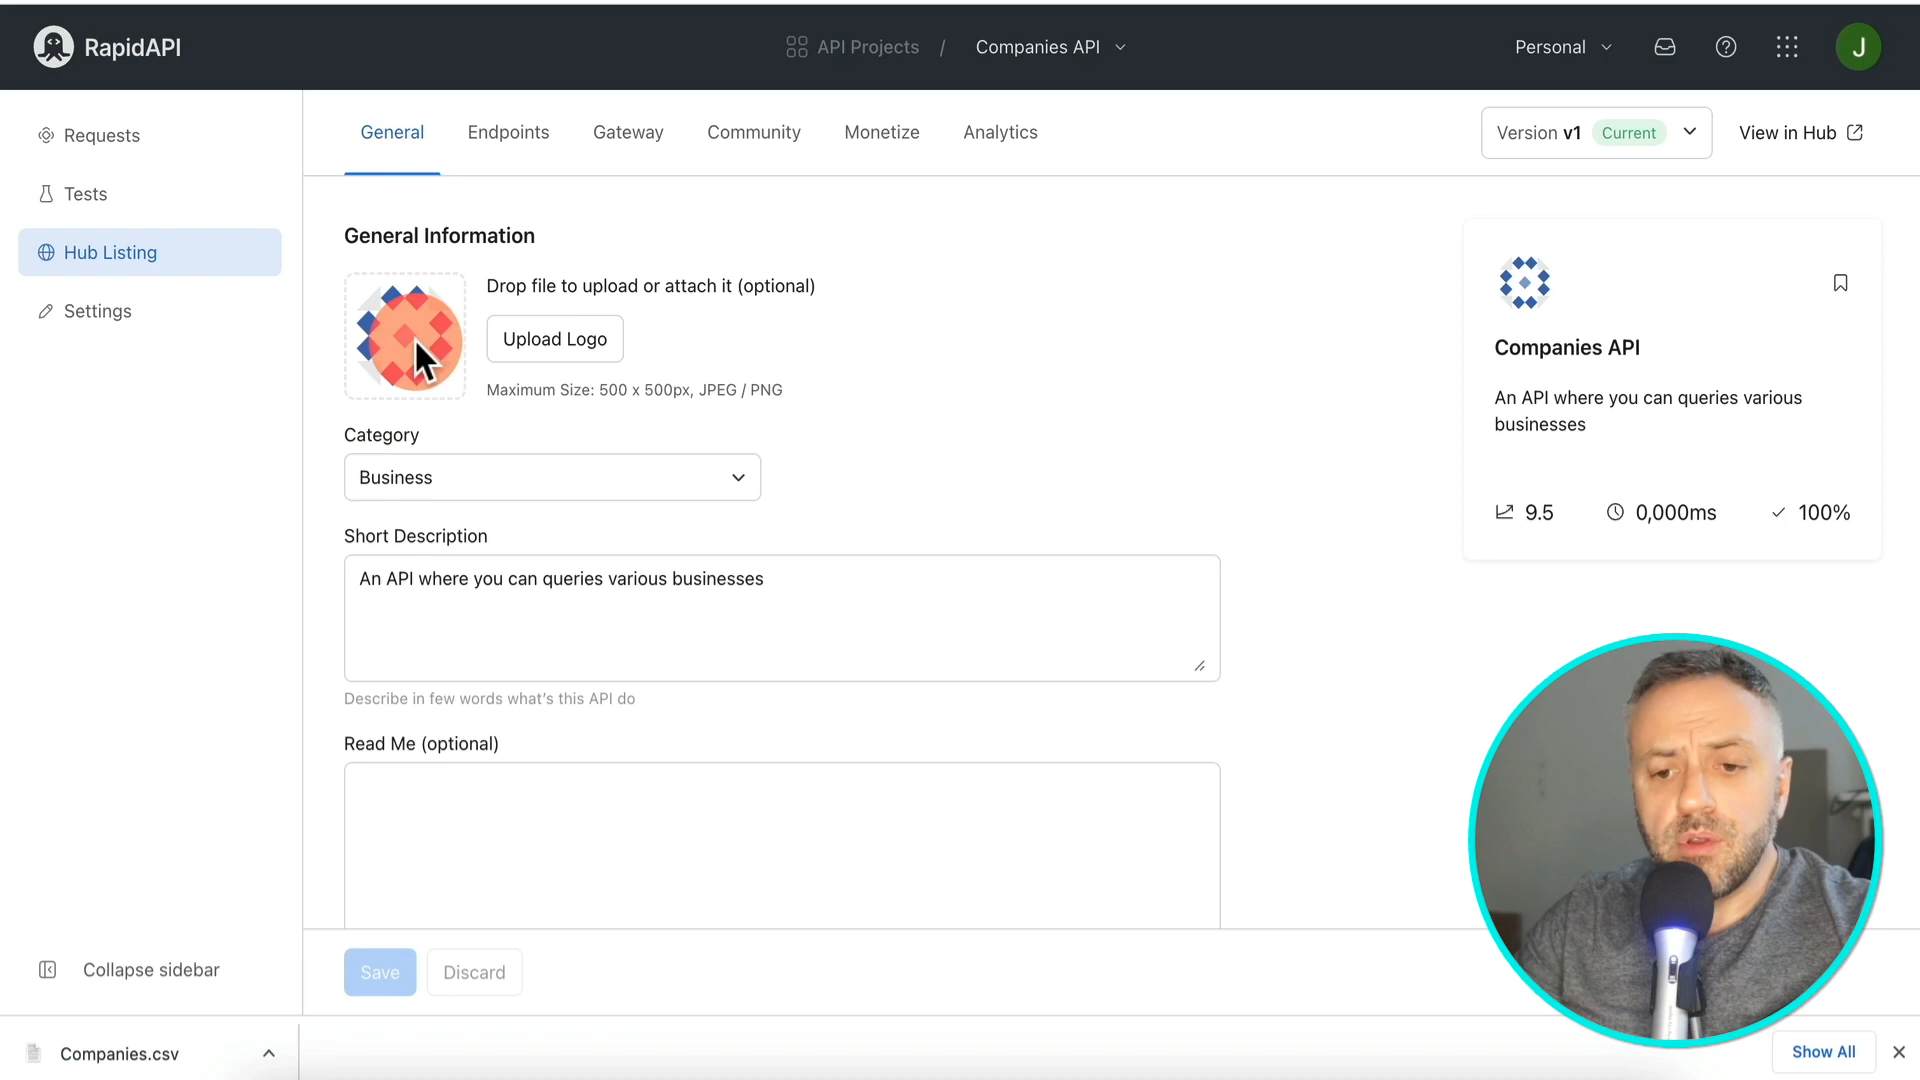 RapidAPI
API Projects / Companies API
Personal
J
Requests
Tests
Hub Listing
Settings
General
Endpoints
Gateway
Community
Monetize
Analytics
Version v1 Current
View in Hub
General Information
Drop file to upload or attach it (optional)
Upload Logo
Maximum Size: 500 x 500px, JPEG / PNG
Category
Business
Short Description
An API where you can queries various businesses
Describe in few words what's this API do
Read Me (optional)
Companies API
An API where you can queries various
businesses
9.5
0,000ms
100%
Collapse sidebar
Save
Discard
Companies.csv
Show All